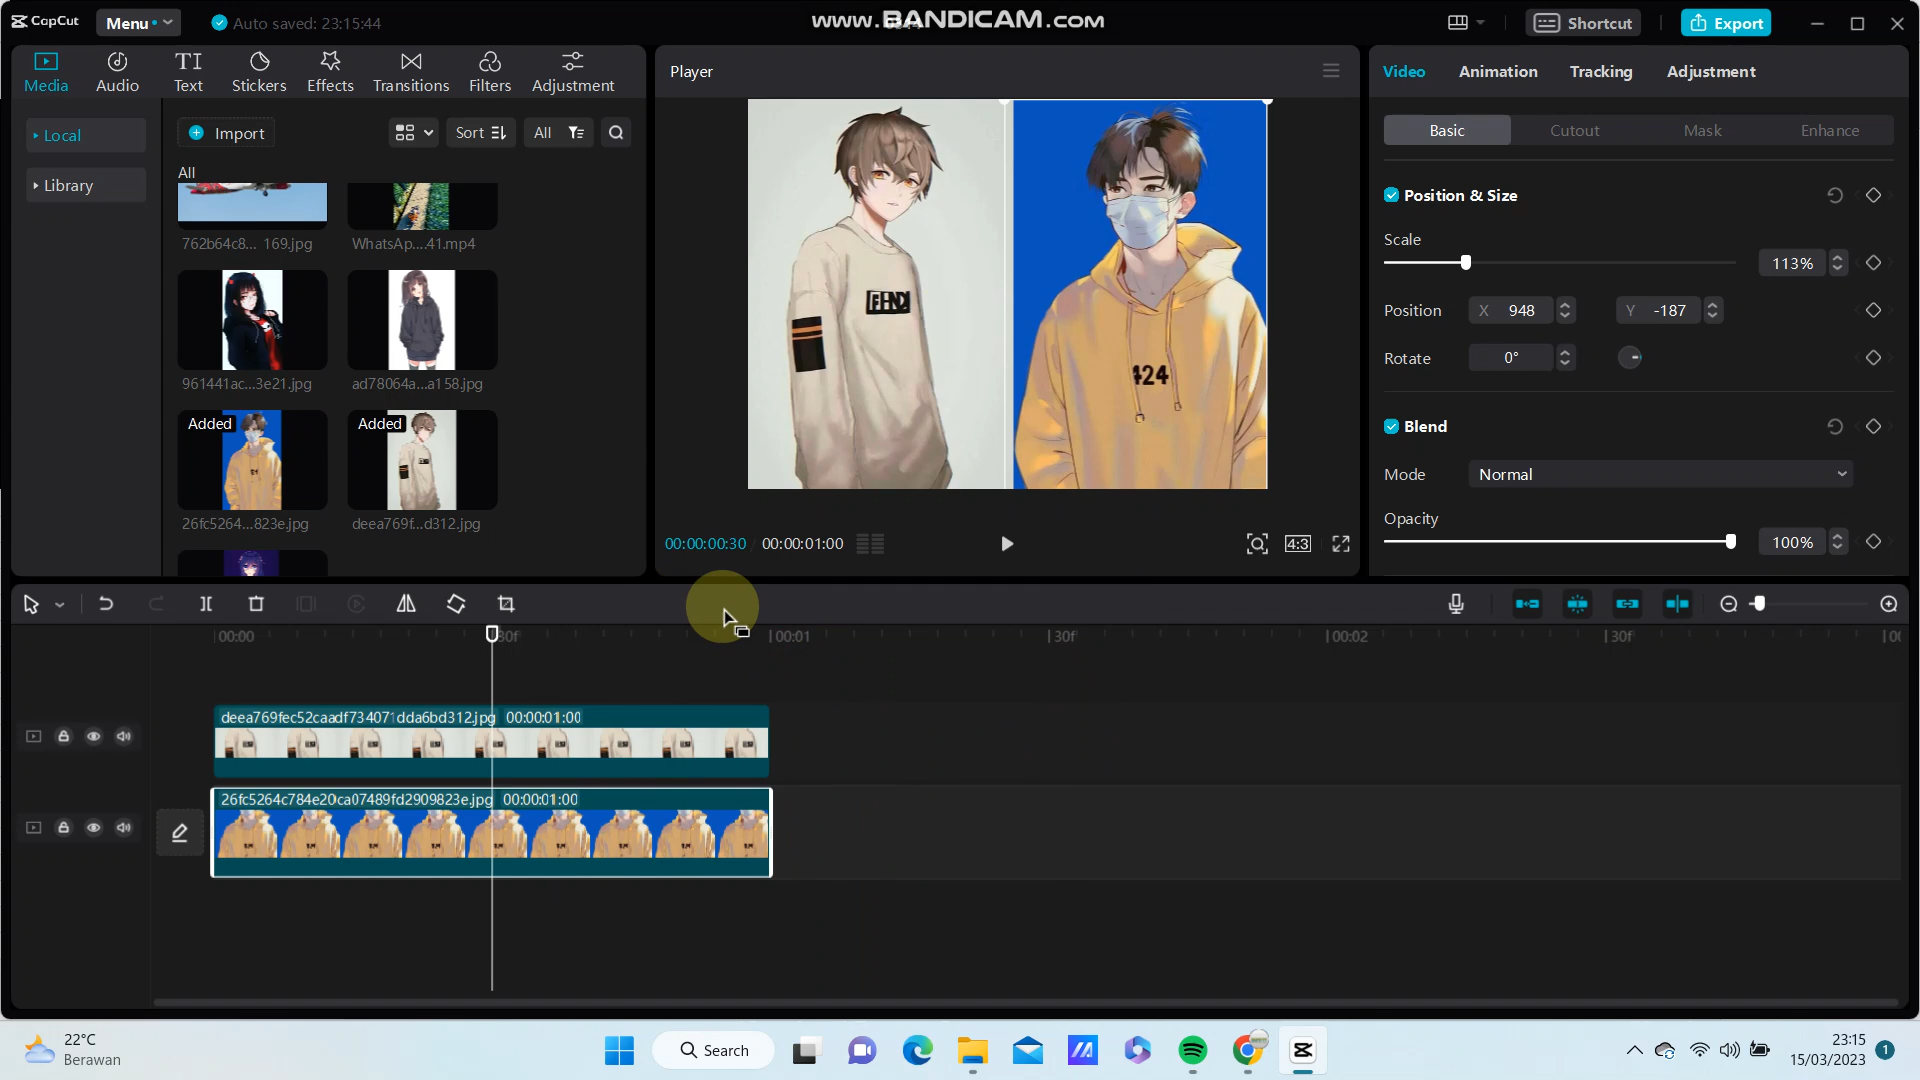 CapCut
Menu
Auto saved: 23:15:44
www.BANDICAM.com
Shortcut
Export
Media
Audio
Text
Stickers
Effects
Transitions
Filters
Adjustment
Player
Video
Animation
Tracking
Adjustment
Local
Library
Import
Sort
All
All
Basic
Cutout
Mask
Enhance
762b64c8... 169.jpg
WhatsAp....41.mp4
961441ac...3e21.jpg
ad78064a...a158.jpg
Added
Added
26fc5264...823e.jpg
deea769f...d312.jpg
FENDI
424
Position & Size
Scale
113%
Position
X 948
Y -187
Rotate
0°
Blend
Mode
Normal
Opacity
100%
00:00:00:30
00:00:01:00
4:3
00:00
30f
00:01
30f
00:02
30f
deea769fec52caadf734071dda6bd312.jpg 00:00:01:00
26fc5264c784e20ca07489fd2909823e.jpg 00:00:01:00
22°C
Berawan
Search
23:15
15/03/2023
1